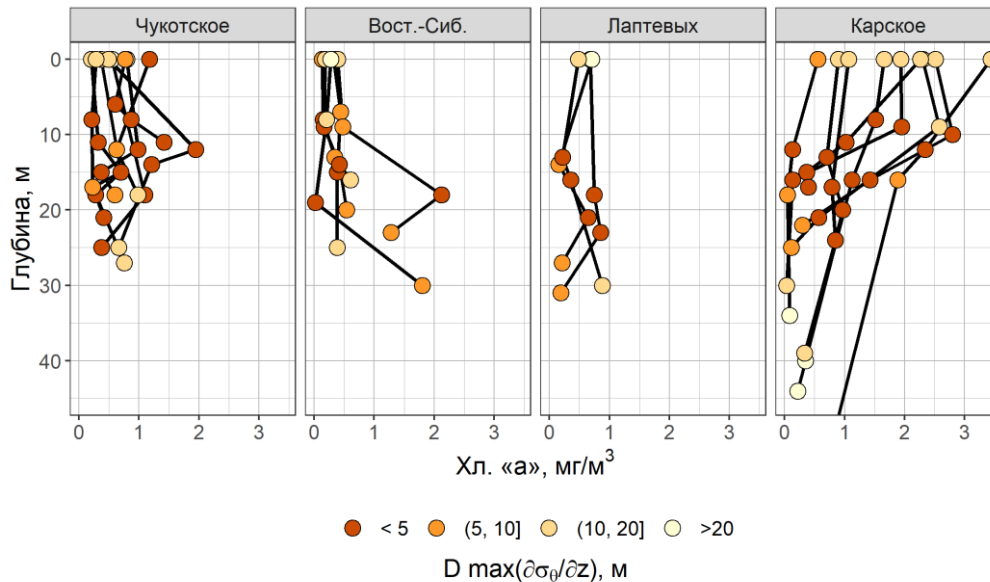 Чукотское Вост.-Сиб. Лаптевых Карское
0
10
20
30
40
Глубина, м
0 1 2 3 0 1 2 3 0 1 2 3 0 1 2 3
Хл. «а», мг/м³
< 5 (5, 10] (10, 20] >20
D max(∂σθ/∂z), м